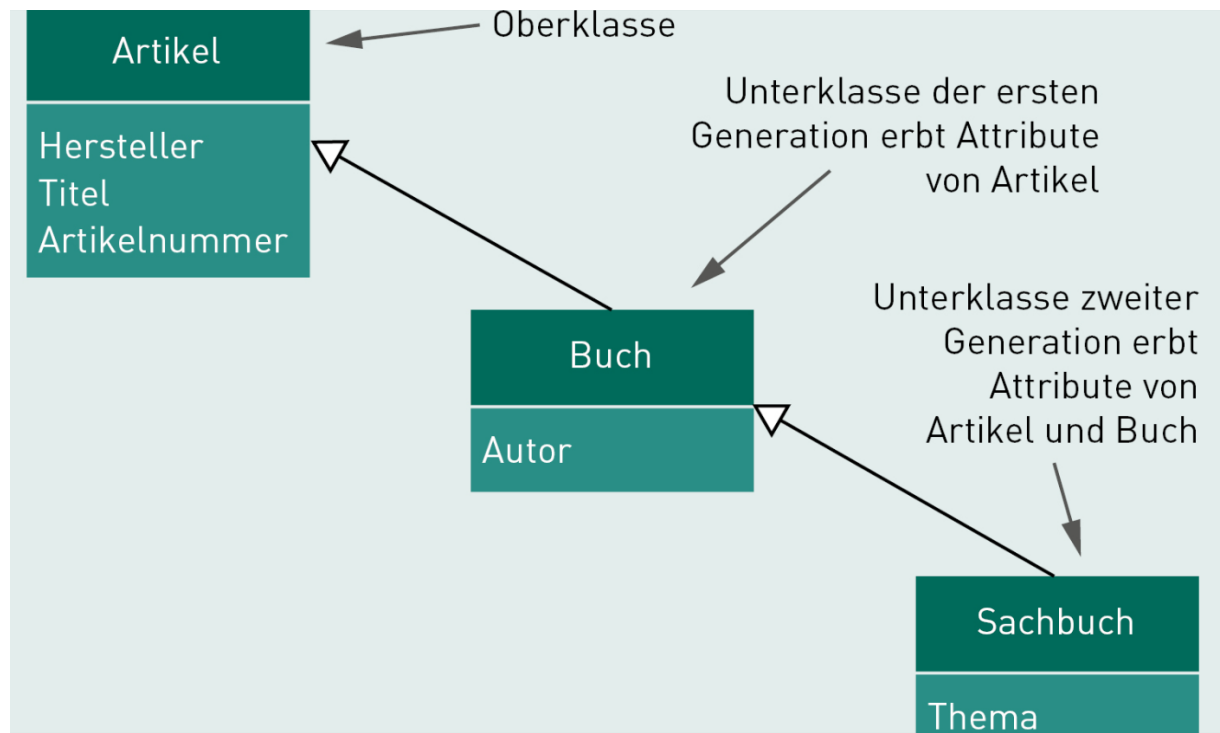 Artikel
Oberklasse
Hersteller
Titel
Artikelnummer
Unterklasse der ersten
Generation erbt Attribute
von Artikel
Buch
Autor
Unterklasse zweiter
Generation erbt
Attribute von
Artikel und Buch
Sachbuch
Thema